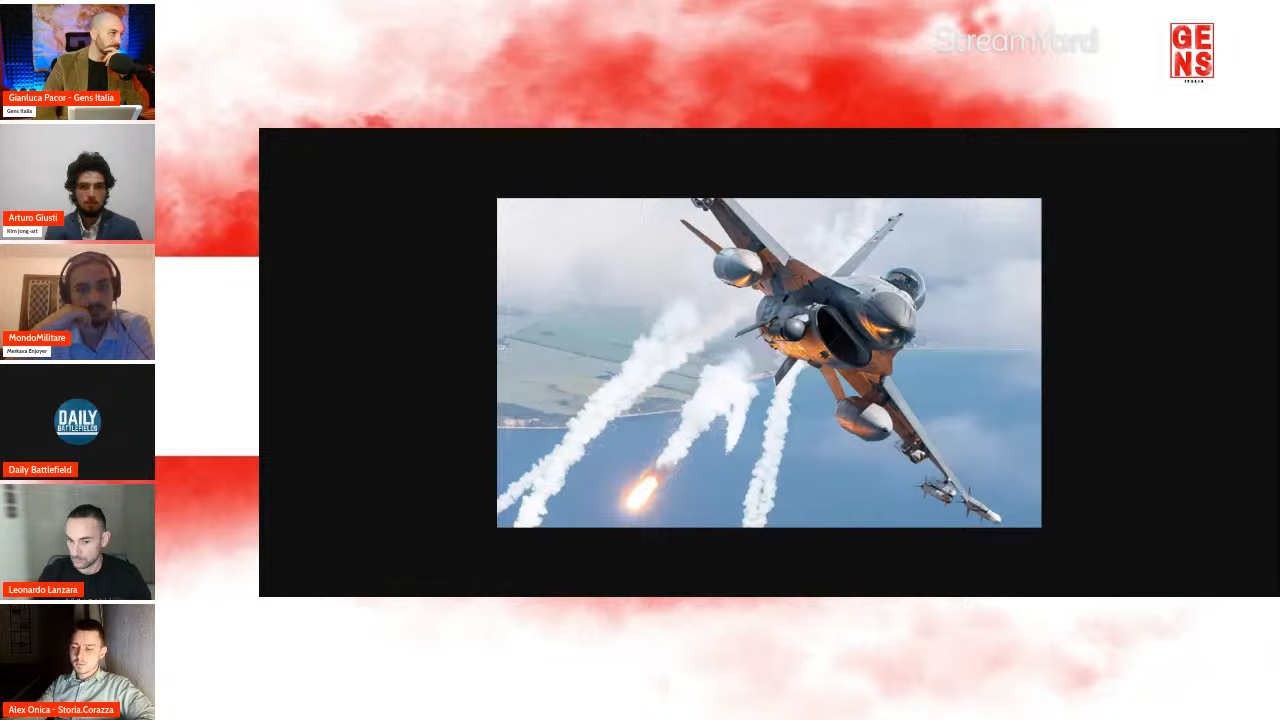 StreamYard
GE
NS
ITALIA
Gianluca Pacor - Gens Italia
Gens Italia
Arturo Giusti
Kim Jong-art
MondoMilitare
Merkava Enjoyer
DAILY
BATTLEFIELDS
Daily Battlefield
Leonardo Lanzara
Alex Onica - Storia.Corazza